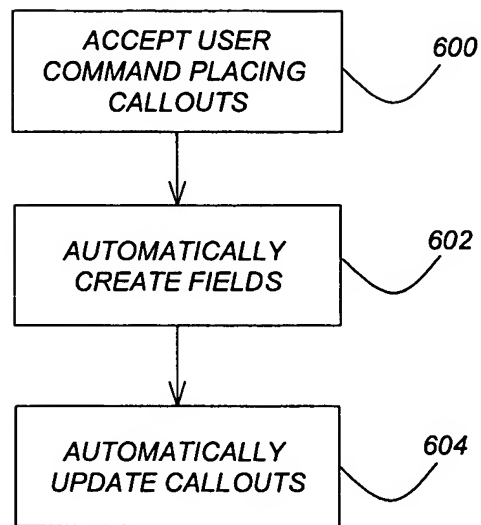 ACCEPT USER
COMMAND PLACING
CALLOUTS
600
AUTOMATICALLY
CREATE FIELDS
602
AUTOMATICALLY
UPDATE CALLOUTS
604